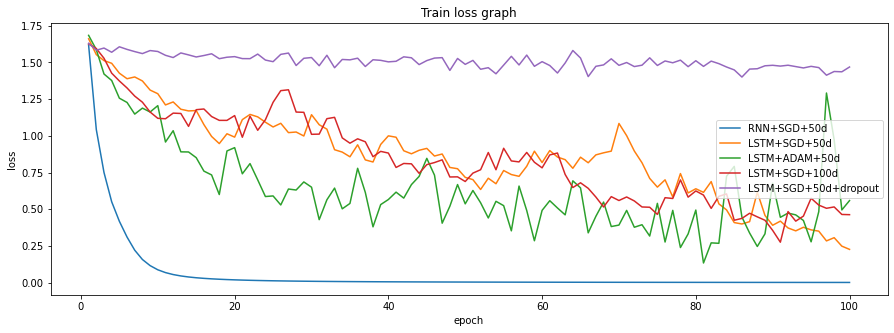 Train loss graph
1.75
1.50
1.25
1.00
0.75
0.50
0.25
0.00
loss
RNN+SGD+50d
LSTM+SGD+50d
LSTM+ADAM+50d
LSTM+SGD+100d
LSTM+SGD+50d+dropout
0 20 40 60 80 100
epoch